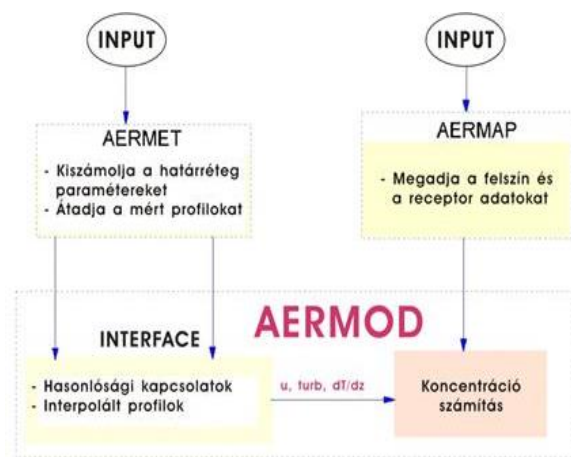 INPUT
INPUT
AERMET
- Kiszámolja a határréteg
paramétereket
- Átadja a mért profilokat
AERMAP
- Megadja a felszín és
a receptor adatokat
AERMOD
INTERFACE
- Hasonlósági kapcsolatok
- Interpolált profilok
u, turb, dT/dz
Koncentráció
számítás